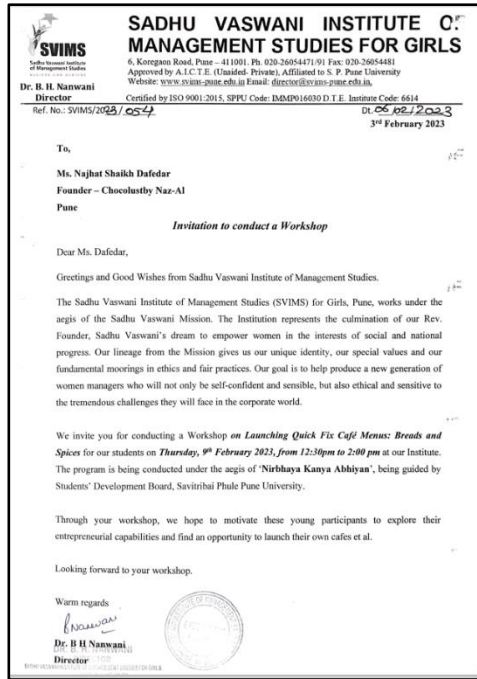 SADHU VASWANI INSTITUTE O.
MANAGEMENT STUDIES FOR GIRLS
SVIMS
Sadhu Vaswani Institute
of Management Studies
6, Koregaon Road, Pune – 411001. Ph. 020-26054471/91 Fax: 020-26054481
Approved by A.I.C.T.E. (Unaided- Private), Affiliated to S. P. Pune University
Website: www.svims-pune.edu.in Email: director@svims-pune.edu.in,
Dr. B. H. Nanwani
Director
Certified by ISO 9001:2015, SPPU Code: IMMP016030 D.T.E. Institute Code: 6614
Ref. No.: SVIMS/2023/054
Dt. 06/02/2023
3rd February 2023
To,
Ms. Najhat Shaikh Dafedar
Founder – Chocolustby Naz-Al
Pune
Invitation to conduct a Workshop
Dear Ms. Dafedar,
Greetings and Good Wishes from Sadhu Vaswani Institute of Management Studies.
The Sadhu Vaswani Institute of Management Studies (SVIMS) for Girls, Pune, works under the
aegis of the Sadhu Vaswani Mission. The Institution represents the culmination of our Rev.
Founder, Sadhu Vaswani's dream to empower women in the interests of social and national
progress. Our lineage from the Mission gives us our unique identity, our special values and our
fundamental moorings in ethics and fair practices. Our goal is to help produce a new generation of
women managers who will not only be self-confident and sensible, but also ethical and sensitive to
the tremendous challenges they will face in the corporate world.
We invite you for conducting a Workshop on Launching Quick Fix Café Menus: Breads and
Spices for our students on Thursday, 9th February 2023, from 12:30pm to 2:00 pm at our Institute.
The program is being conducted under the aegis of 'Nirbhaya Kanya Abhiyan', being guided by
Students' Development Board, Savitribai Phule Pune University.
Through your workshop, we hope to motivate these young participants to explore their
entrepreneurial capabilities and find an opportunity to launch their own cafes et al.
Looking forward to your workshop.
Warm regards
Bnanwani
Dr. B H Nanwani
DR. B. H. NANWANI
Director